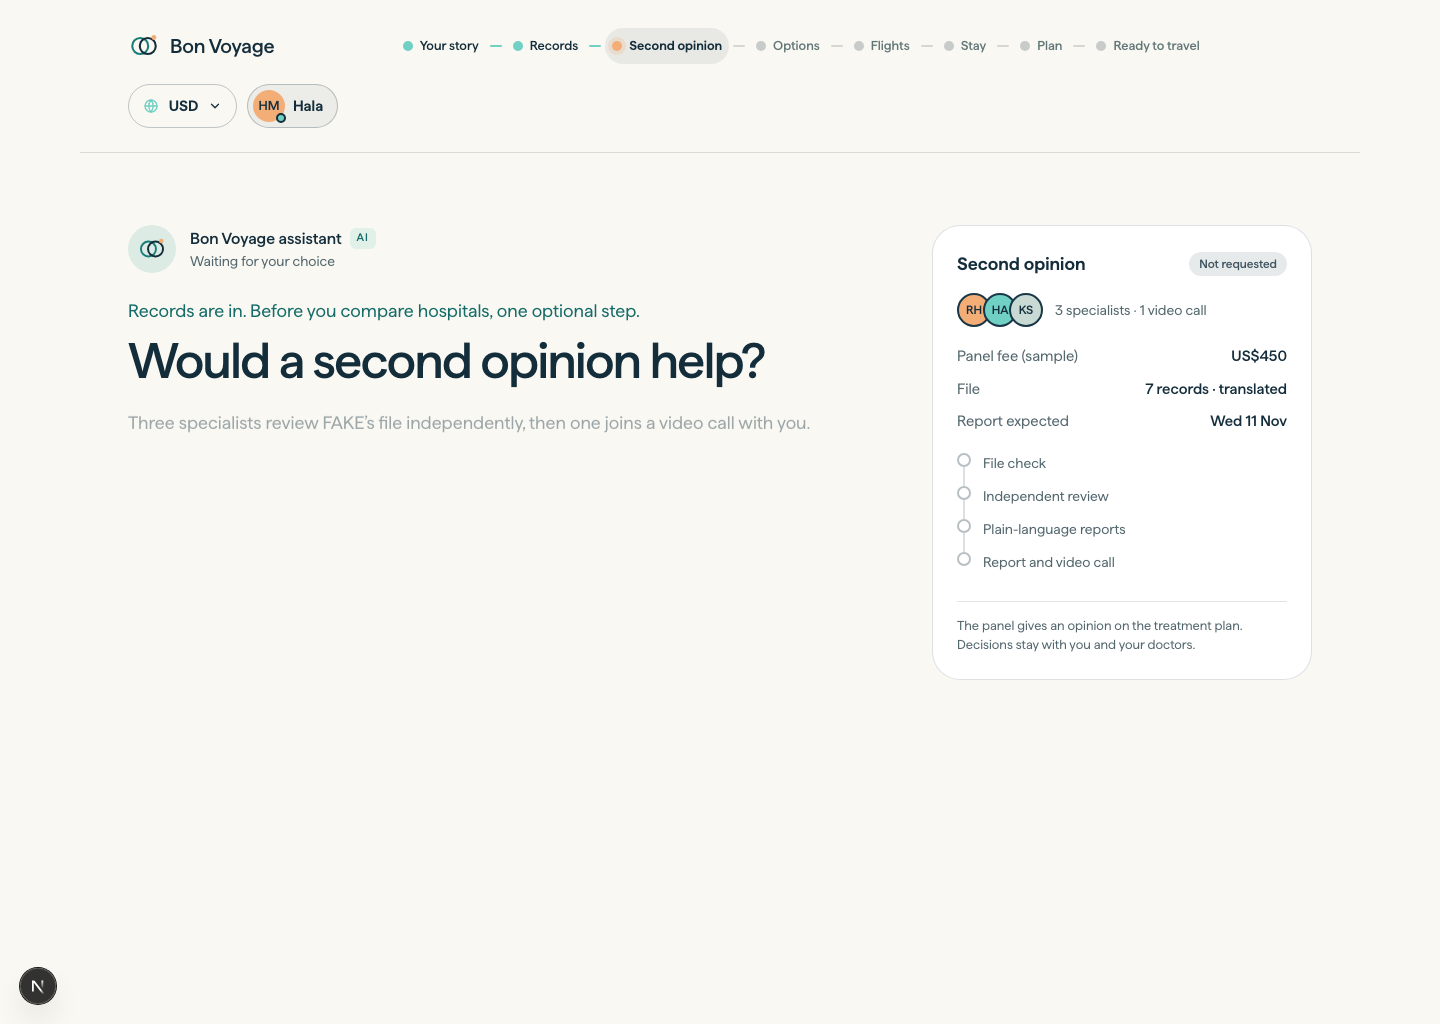 Bon Voyage
Your story
Records
Second opinion
Options
Flights
Stay
Plan
Ready to travel
USD
HM
Hala
Bon Voyage assistant AI
Waiting for your choice
Records are in. Before you compare hospitals, one optional step.
Would a second opinion help?
Three specialists review FAKE’s file independently, then one joins a video call with you.
Second opinion
Not requested
RH HA KS
3 specialists · 1 video call
Panel fee (sample) US$450
File 7 records · translated
Report expected Wed 11 Nov
File check
Independent review
Plain-language reports
Report and video call
The panel gives an opinion on the treatment plan.
Decisions stay with you and your doctors.
N